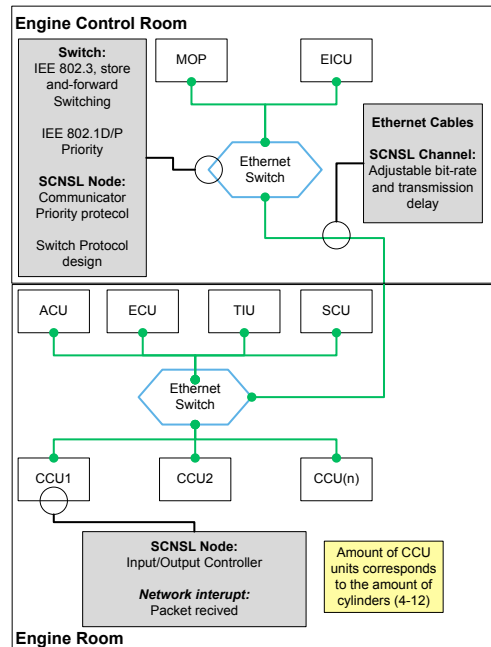 Engine Control Room
Switch:
IEE 802.3, store
and-forward
Switching
IEE 802.1D/P
Priority
SCNSL Node:
Communicator
Priority protecol
Switch Protocol
design
MOP
EICU
Ethernet
Switch
Ethernet Cables
SCNSL Channel:
Adjustable bit-rate
and transmission
delay
ACU
ECU
TIU
SCU
Ethernet
Switch
CCU1
CCU2
CCU(n)
SCNSL Node:
Input/Output Controller
Network interupt:
Packet recived
Amount of CCU
units corresponds
to the amount of
cylinders (4-12)
Engine Room